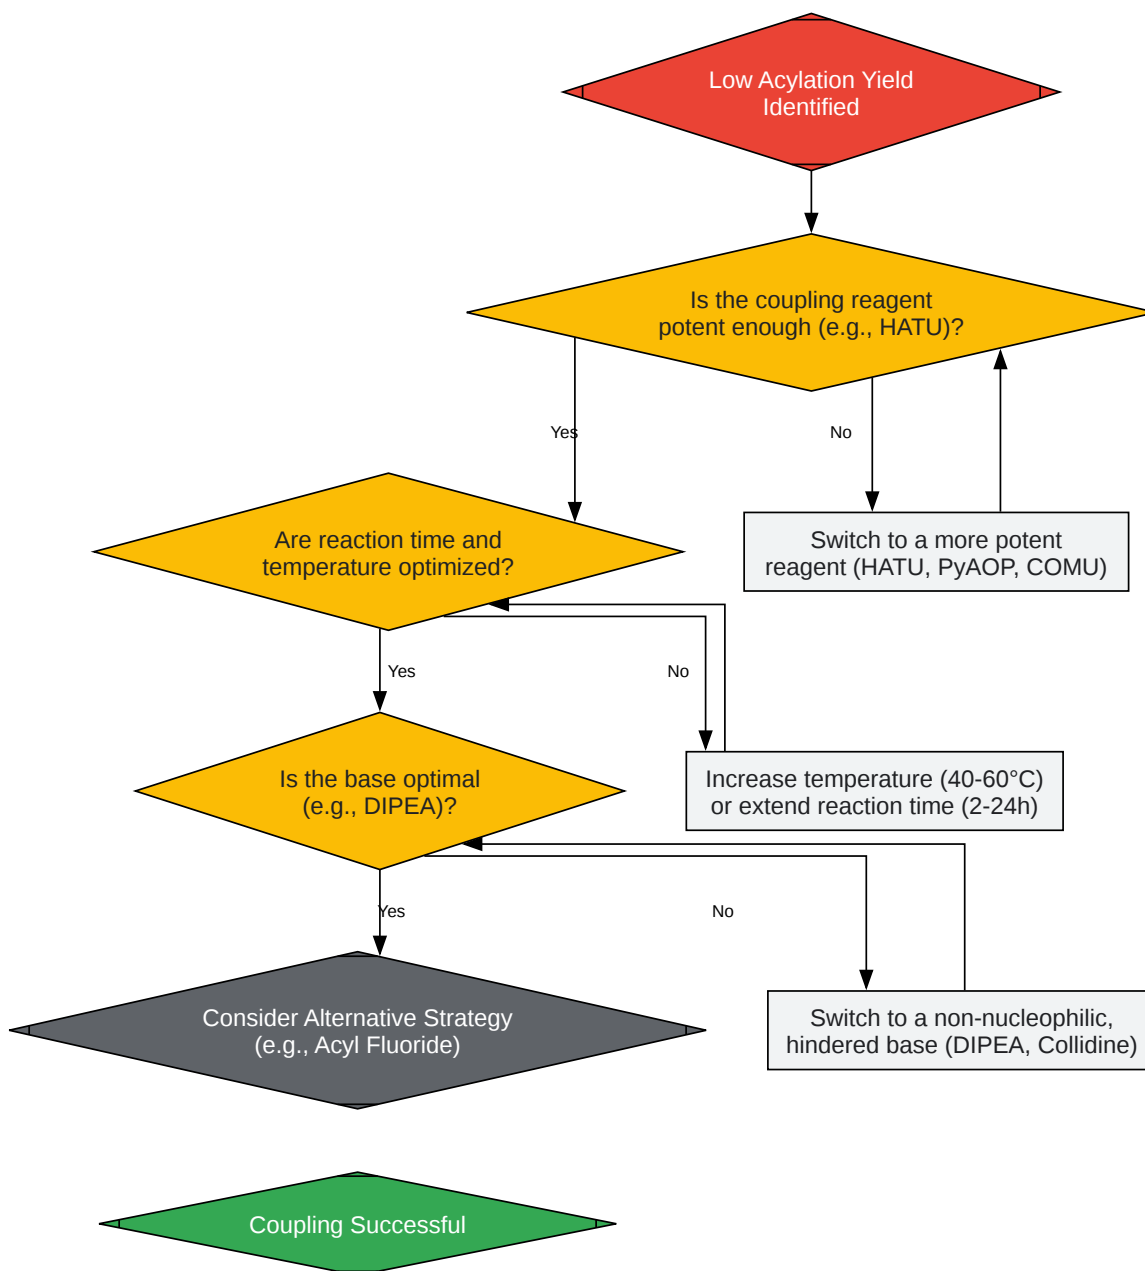 Low Acylation Yield
Identified
Is the coupling reagent
potent enough (e.g., HATU)?
Yes
No
Are reaction time and
temperature optimized?
Switch to a more potent
reagent (HATU, PyAOP, COMU)
Yes
No
Is the base optimal
(e.g., DIPEA)?
Increase temperature (40-60°C)
or extend reaction time (2-24h)
Yes
No
Consider Alternative Strategy
(e.g., Acyl Fluoride)
Switch to a non-nucleophilic,
hindered base (DIPEA, Collidine)
Coupling Successful